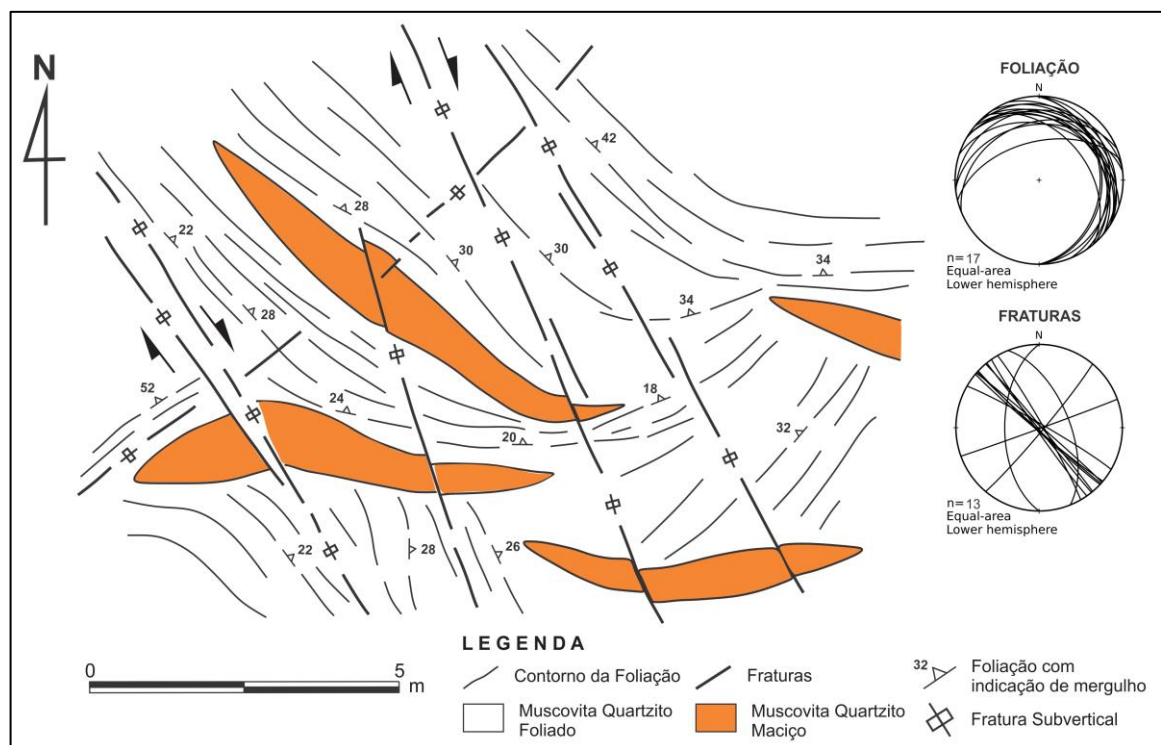 N
42
28
22
30
30
34
28
34
52
24
18
20
32
22
28
26
FOLIAÇÃO
N
n=17
Equal-area
Lower hemisphere
FRATURAS
N
n=13
Equal-area
Lower hemisphere
0
5
m
LEGENDA
Contorno da Foliação
Fraturas
32
Foliação com
indicação de mergulho
Muscovita Quartzito
Foliado
Muscovita Quartzito
Maciço
Fratura Subvertical